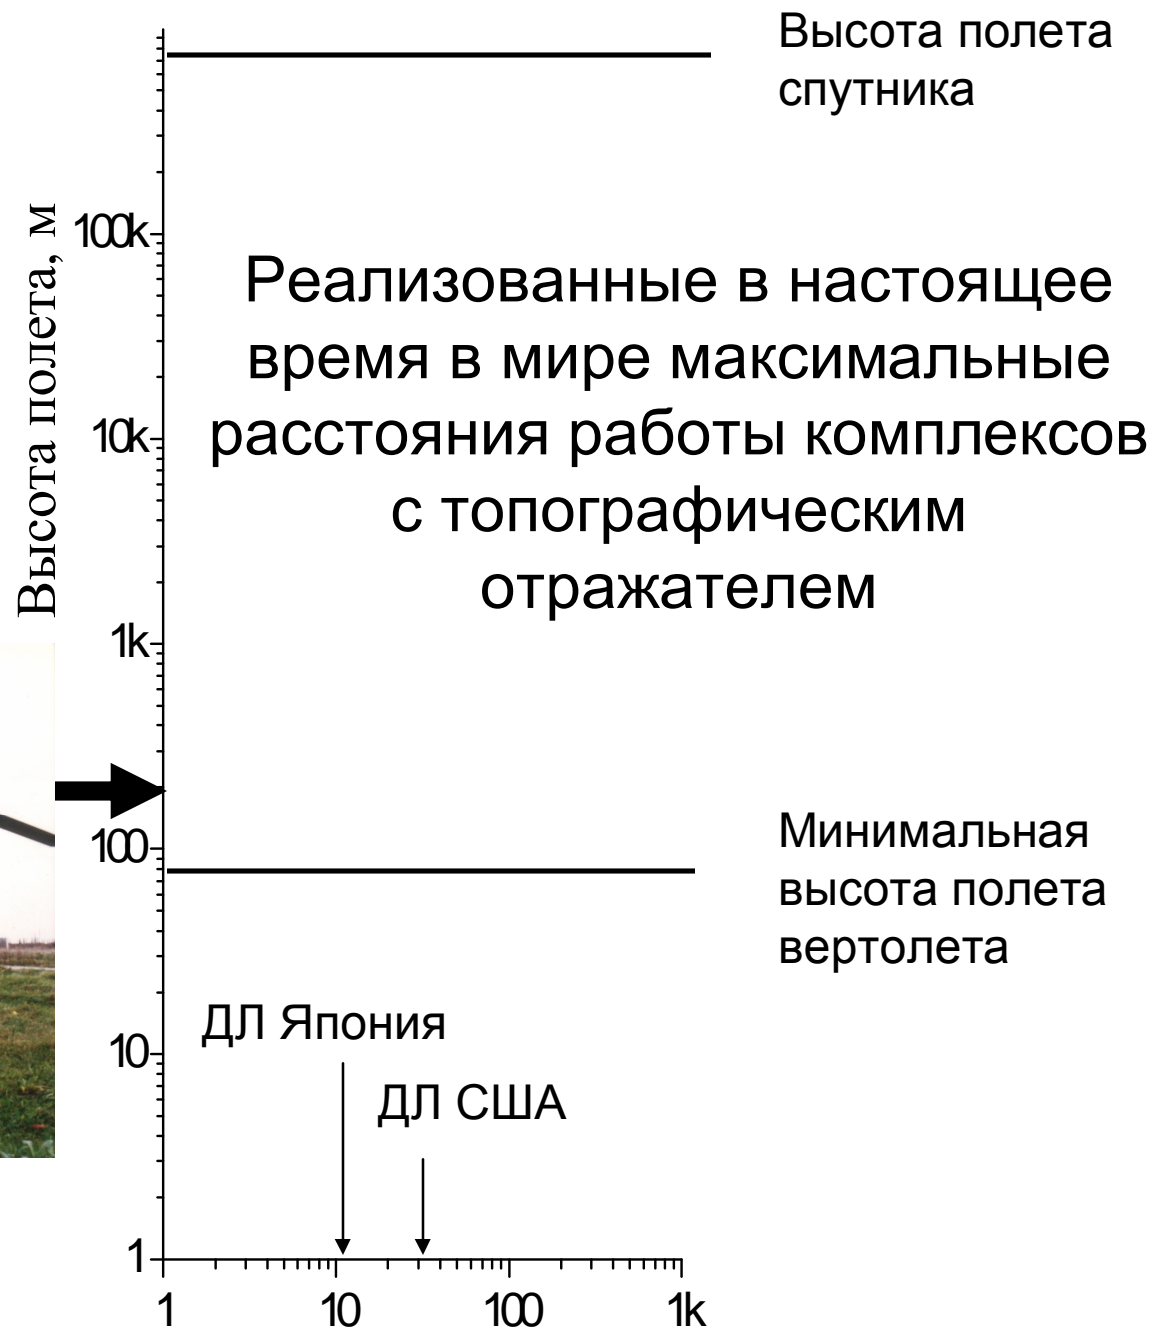 Высота полета
спутника
Высота полета, м
100k
Реализованные в настоящее
время в мире максимальные
10k
расстояния работы комплексов
с топографическим
отражателем
1k
100
Минимальная
высота полета
вертолета
ДЛ Япония
10
ДЛ США
1
1 10 100 1k